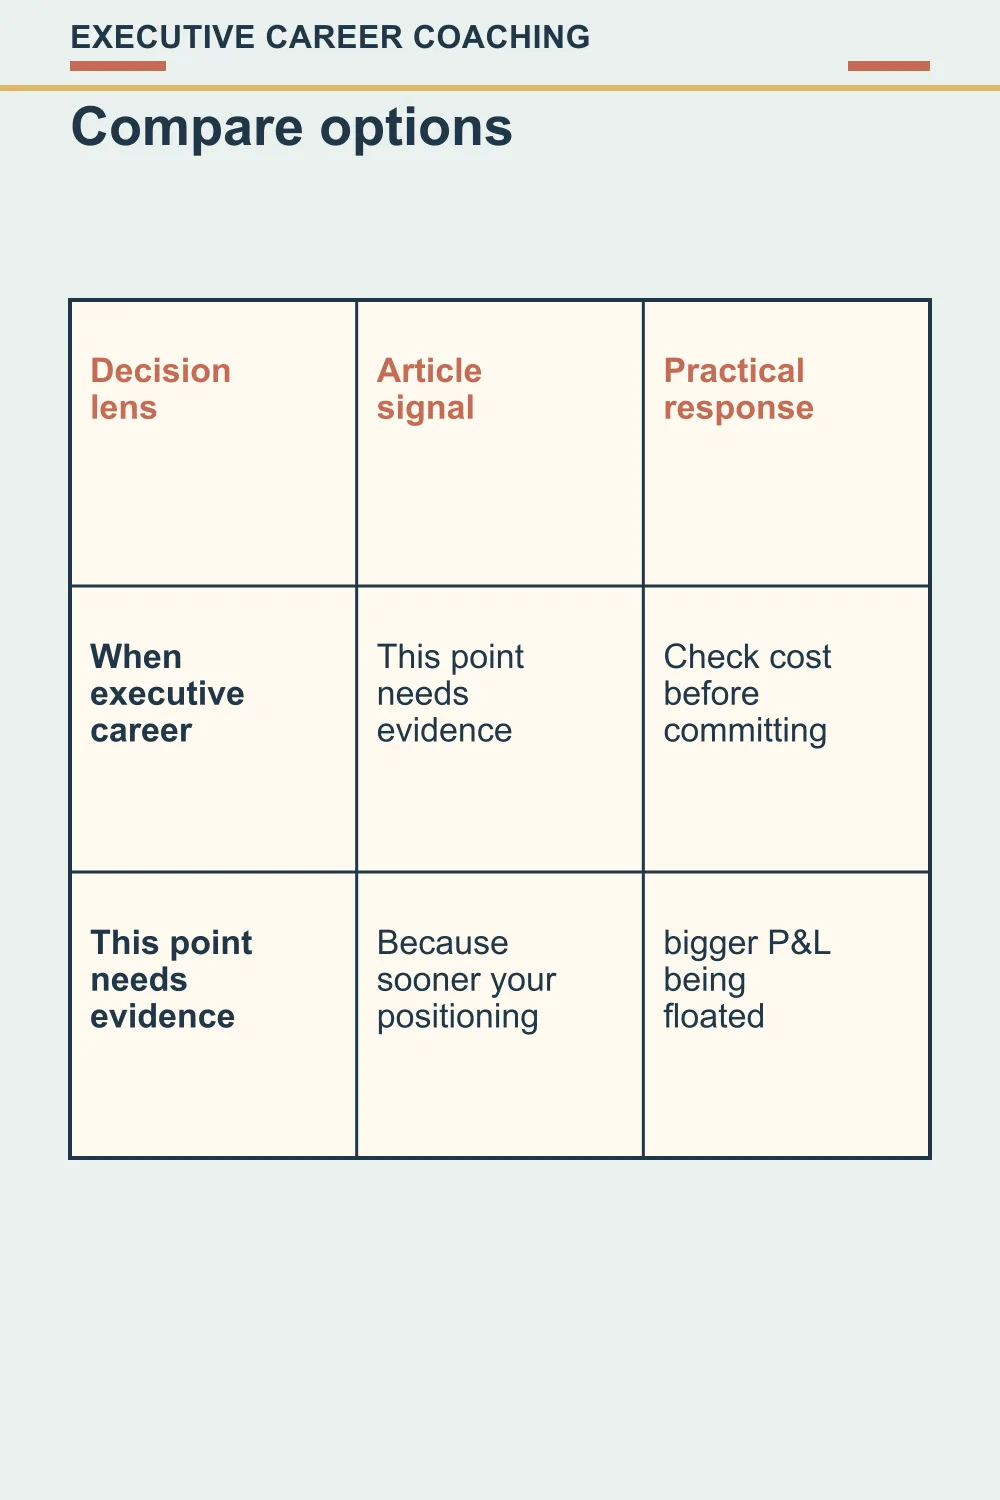 EXECUTIVE CAREER COACHING
Compare options
Decision
lens
Article
signal
Practical
response
When
executive
career
This point
needs
evidence
Check cost
before
committing
This point
needs
evidence
Because
sooner your
positioning
bigger P&L
being
floated